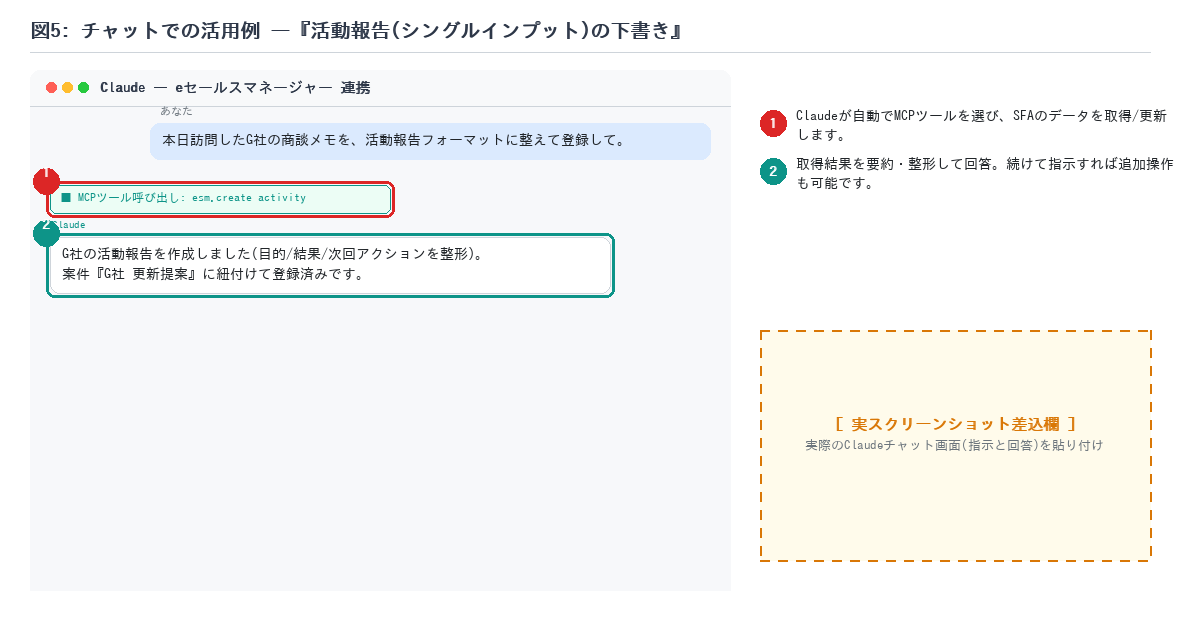 図5: チャットでの活用例 ―『活動報告(シングルインプット)の下書き』
Claude ― eセールスマネージャー 連携
あなた
本日訪問したG社の商談メモを、活動報告フォーマットに整えて登録して。
1
■ MCPツール呼び出し: esm.create_activity
2
Claude
G社の活動報告を作成しました(目的/結果/次回アクションを整形)。
案件『G社 更新提案』に紐付けて登録済みです。
1
Claudeが自動でMCPツールを選び、SFAのデータを取得/更新
します。
2
取得結果を要約・整形して回答。続けて指示すれば追加操作
も可能です。
[ 実スクリーンショット差込欄 ]
実際のClaudeチャット画面(指示と回答)を貼り付け